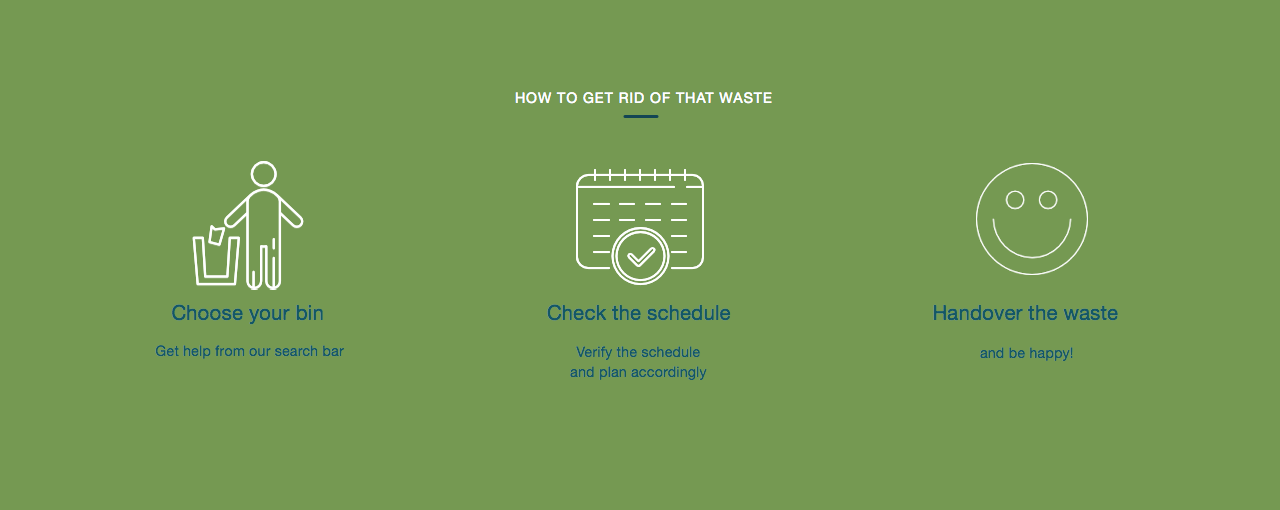 HOW TO GET RID OF THAT WASTE
Choose your bin
Get help from our search bar
Check the schedule
Verify the schedule
and plan accordingly
Handover the waste
and be happy!